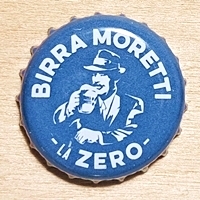 BIRRA MORETTI
- LA ZERO -